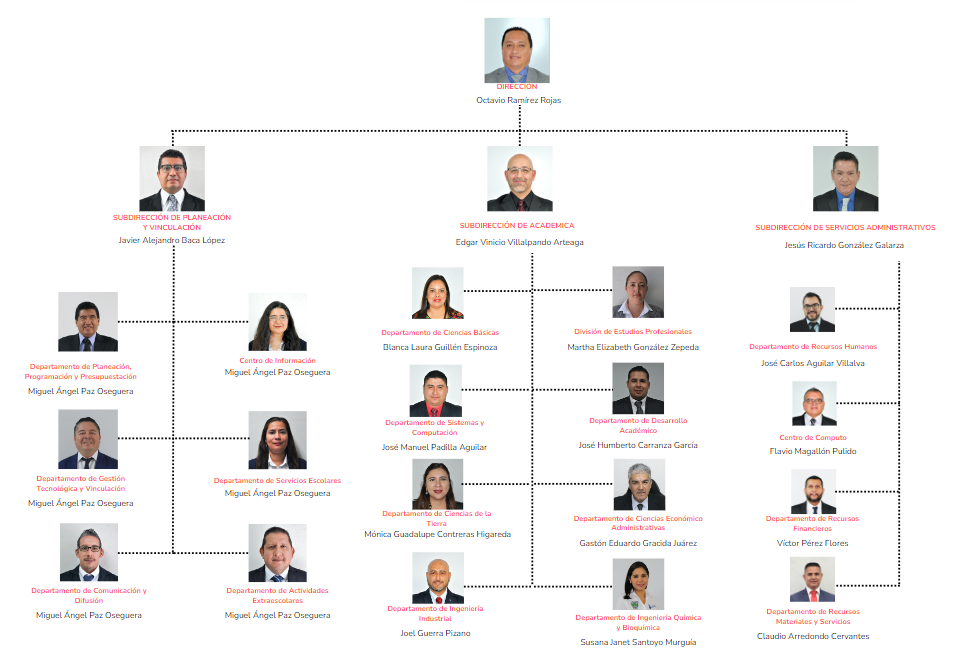 DIRECCIÓN
Octavio Ramírez Rojas
SUBDIRECCIÓN DE PLANEACIÓN
Y VINCULACIÓN
Javier Alejandro Baca López
SUBDIRECCIÓN DE ACADEMICA
Edgar Vinicio Villalpando Arteaga
SUBDIRECCIÓN DE SERVICIOS ADMINISTRATIVOS
Jesús Ricardo González Galarza
Departamento de Planeación,
Programación y Presupuestación
Miguel Ángel Paz Oseguera
Centro de Información
Miguel Ángel Paz Oseguera
Departamento de Gestión
Tecnológica y Vinculación
Miguel Ángel Paz Oseguera
Departamento de Servicios Escolares
Miguel Ángel Paz Oseguera
Departamento de Comunicación y
Difusión
Miguel Ángel Paz Oseguera
Departamento de Actividades
Extraescolares
Miguel Ángel Paz Oseguera
Departamento de Ciencias Básicas
Blanca Laura Guillén Espinoza
División de Estudios Profesionales
Martha Elizabeth González Zepeda
Departamento de Sistemas y
Computación
José Manuel Padilla Aguilar
Departamento de Desarrollo
Académico
José Humberto Carranza García
Departamento de Ciencias de la
Tierra
Mónica Guadalupe Contreras Higareda
Departamento de Ciencias Económico
Administrativas
Gastón Eduardo Gracida Juárez
Departamento de Ingeniería
Industrial
Joel Guerra Pizano
Departamento de Ingeniería Química
y Bioquímica
Susana Janet Santoyo Murguía
Departamento de Recursos Humanos
José Carlos Aguilar Villalva
Centro de Computo
Flavio Magallón Pulido
Departamento de Recursos
Financieros
Víctor Pérez Flores
Departamento de Recursos
Materiales y Servicios
Claudio Arredondo Cervantes